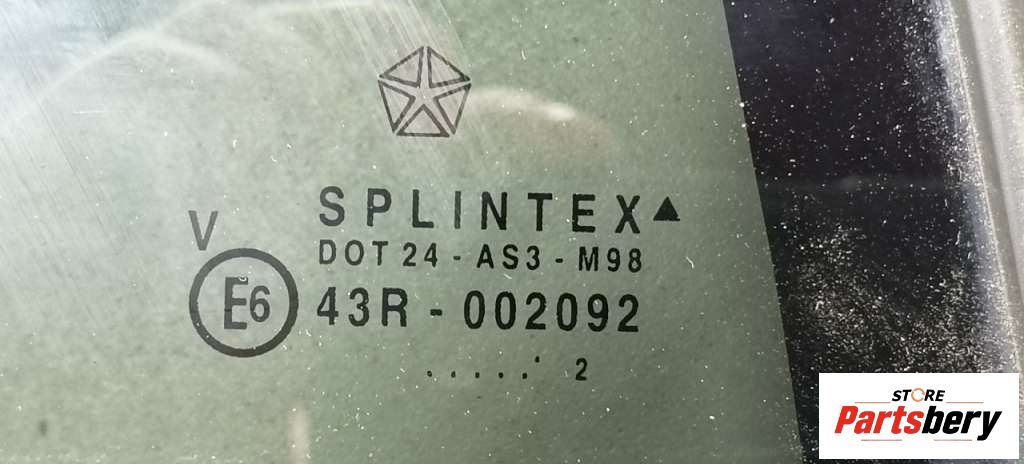 SPLINTEX
V
DOT 24 - AS3 - M98
E6 43R - 002092
..... ˙ 2
STORE
Partsbery